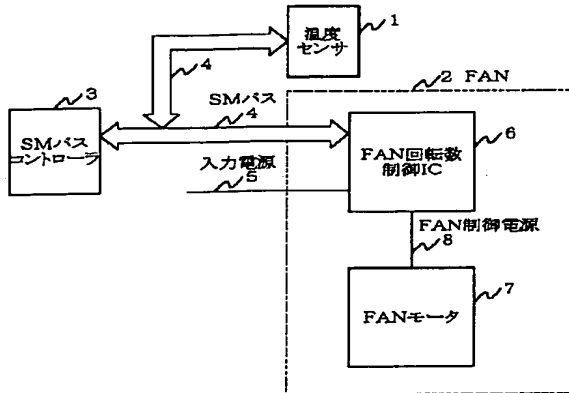 温度
センサ
1
4
2 FAN
3
SMバス
4
SMバス
コントローラ
FAN回転数
制御IC
6
入力電源
5
FAN制御電源
8
FANモータ
7